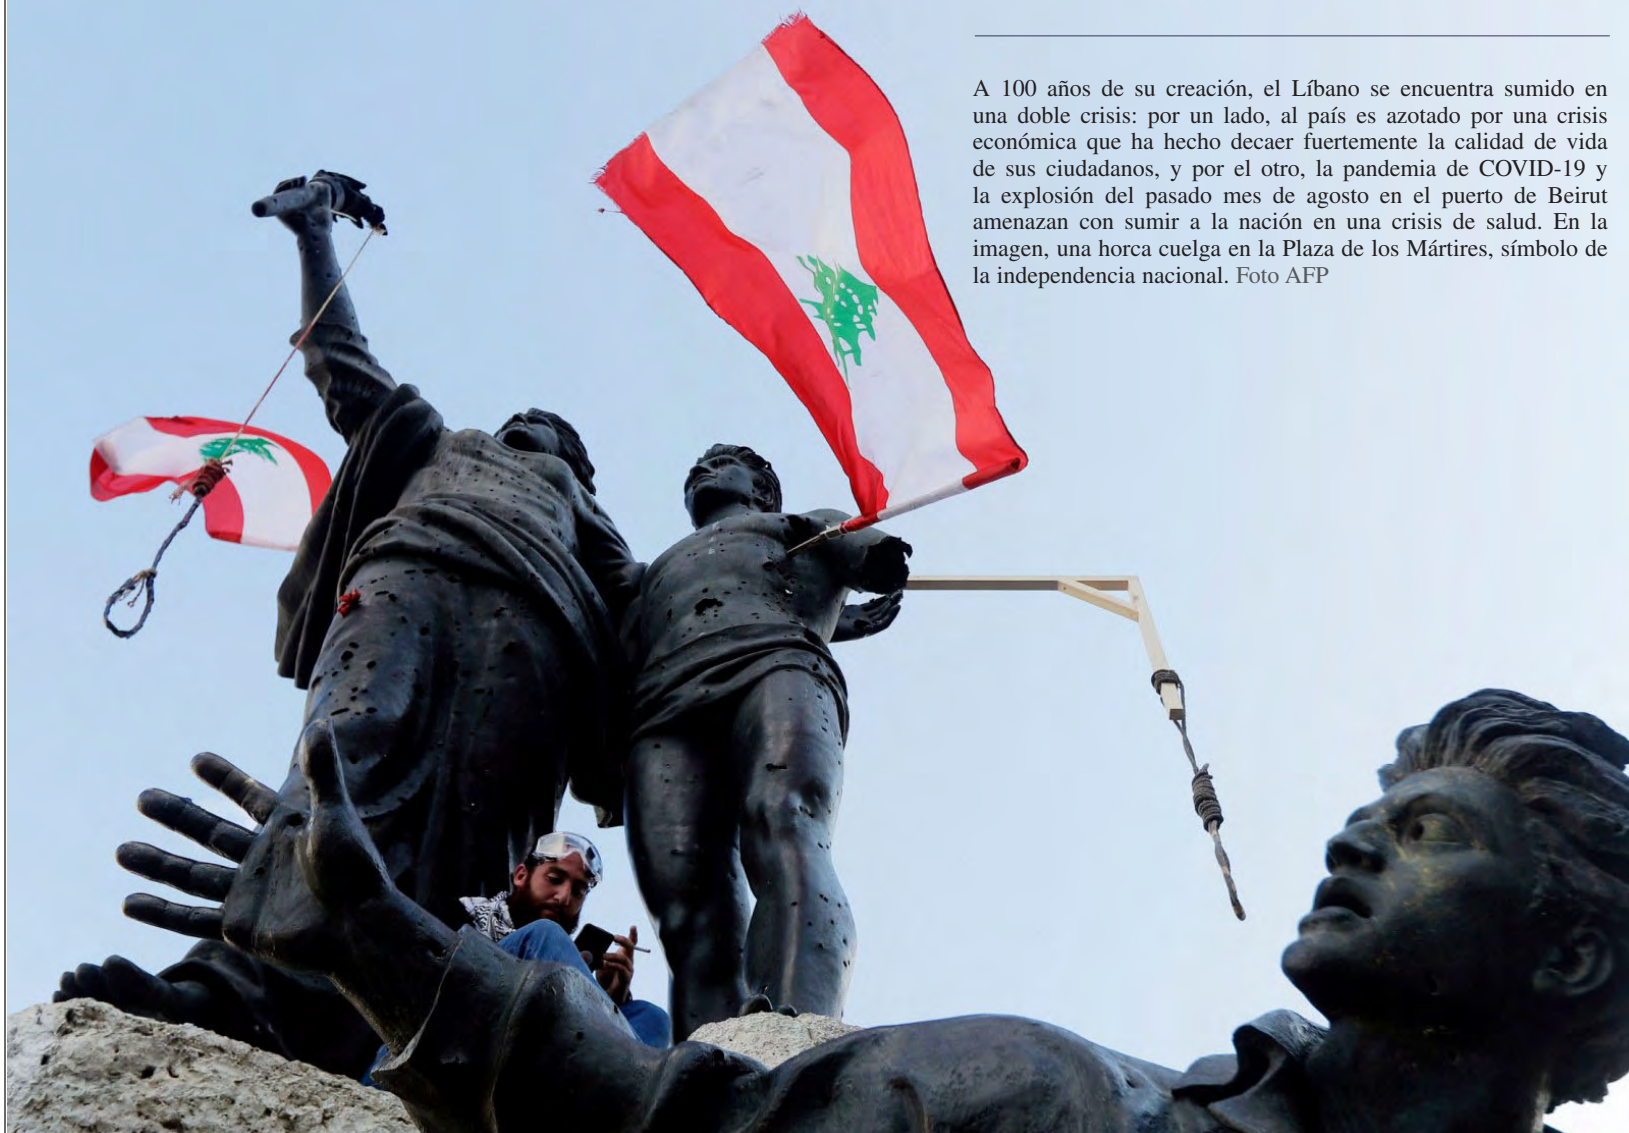 A 100 años de su creación, el Líbano se encuentra sumido en
una doble crisis: por un lado, al país es azotado por una crisis
económica que ha hecho decaer fuertemente la calidad de vida
de sus ciudadanos, y por el otro, la pandemia de COVID-19 y
la explosión del pasado mes de agosto en el puerto de Beirut
amenazan con sumir a la nación en una crisis de salud. En la
imagen, una horca cuelga en la Plaza de los Mártires, símbolo de
la independencia nacional. Foto AFP